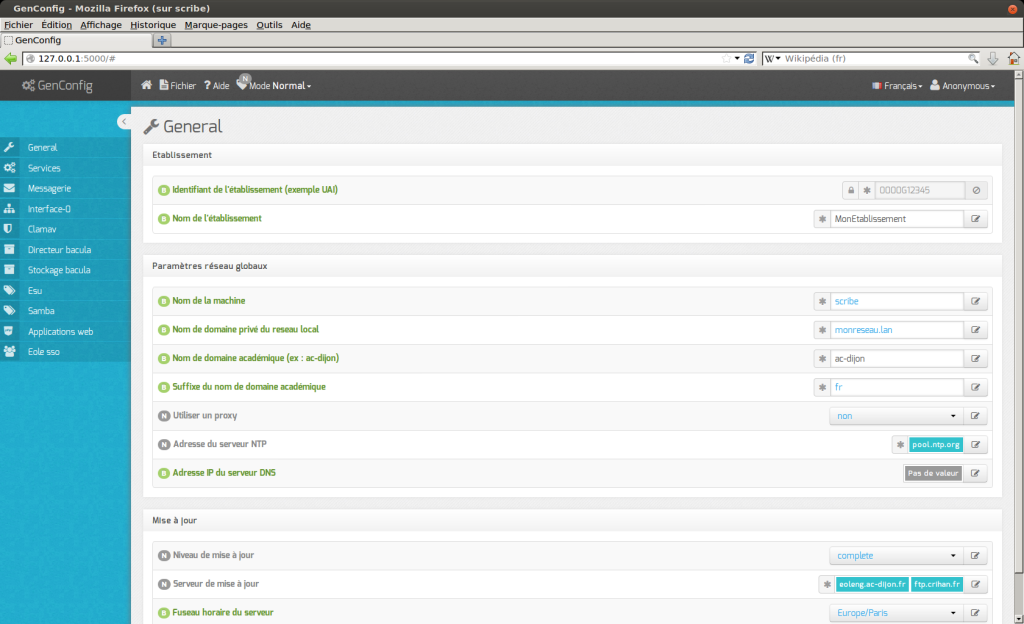 GenConfig - Mozilla Firefox (sur scribe)
Fichier Édition Affichage Historique Marque-pages Outils Aide
GenConfig
127.0.0.1:5000/#
W Wikipédia (fr)
GenConfig
Fichier ? Aide N Mode Normal
Français Anonymous
General
Services
Messagerie
Interface-0
Clamav
Directeur bacula
Stockage bacula
Esu
Samba
Applications web
Eole sso
General
Etablissement
B Identifiant de l'établissement (exemple UAI) 0000G12345
B Nom de l'établissement MonEtablissement
Paramètres réseau globaux
B Nom de la machine scribe
B Nom de domaine privé du reseau local monreseau.lan
B Nom de domaine académique (ex : ac-dijon) ac-dijon
B Suffixe du nom de domaine académique fr
N Utiliser un proxy non
N Adresse du serveur NTP pool.ntp.org
B Adresse IP du serveur DNS Pas de valeur
Mise à jour
N Niveau de mise à jour complete
N Serveur de mise à jour eoleng.ac-dijon.fr ftp.crihan.fr
B Fuseau horaire du serveur Europe/Paris